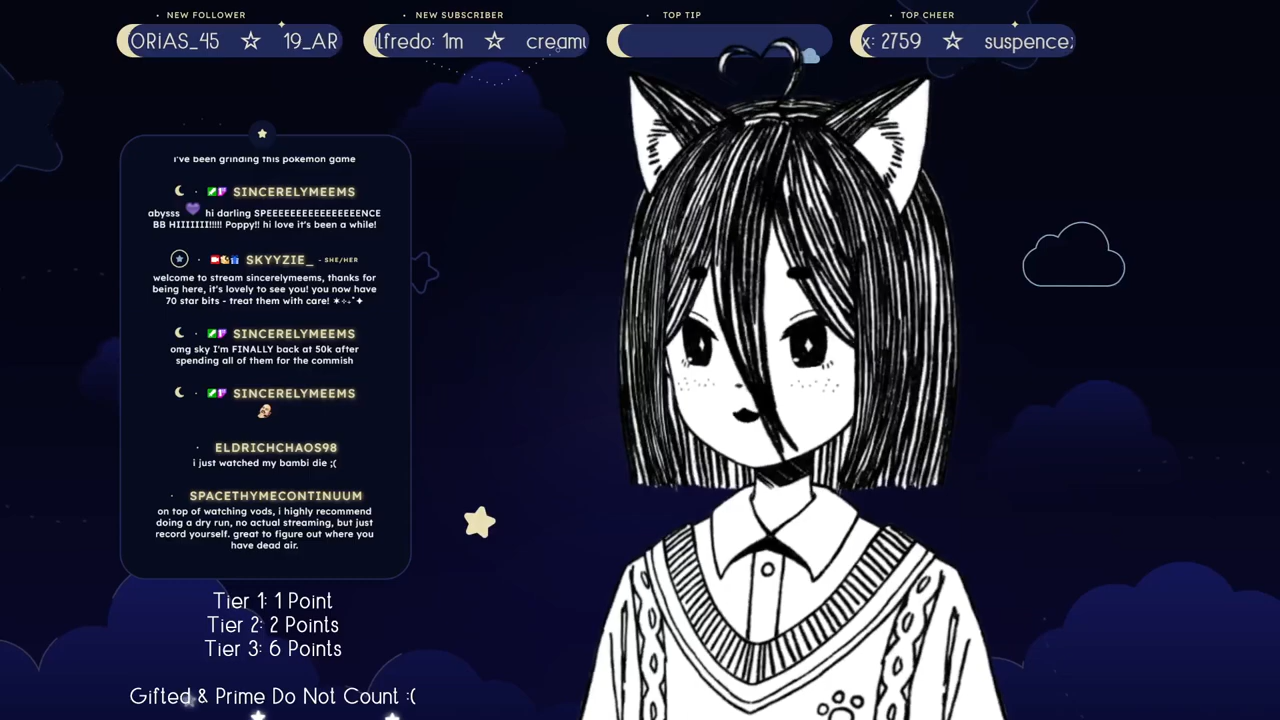 NEW FOLLOWER
NEW SUBSCRIBER
TOP TIP
TOP CHEER
ORiAS_45 ☆ 19_AR
lfredo: 1m ☆ creamu
x: 2759 ☆ suspence
i've been grinding this pokemon game
SINCERELYMEEMS
abysss 💜 hi darling SPEEEEEEEEEEEEEEEENCE
BB HIIIIIII!!!!! Poppy!! hi love it's been a while!
SKYYZIE_ - SHE/HER
welcome to stream sincerelymeems, thanks for
being here, it's lovely to see you! you now have
70 star bits - treat them with care!
SINCERELYMEEMS
omg sky I'm FINALLY back at 50k after
spending all of them for the commish
SINCERELYMEEMS
ELDRICHCHAOS98
i just watched my bambi die ;(
SPACETHYMECONTINUUM
on top of watching vods, i highly recommend
doing a dry run, no actual streaming, but just
record yourself. great to figure out where you
have dead air.
Tier 1: 1 Point
Tier 2: 2 Points
Tier 3: 6 Points
Gifted & Prime Do Not Count :(